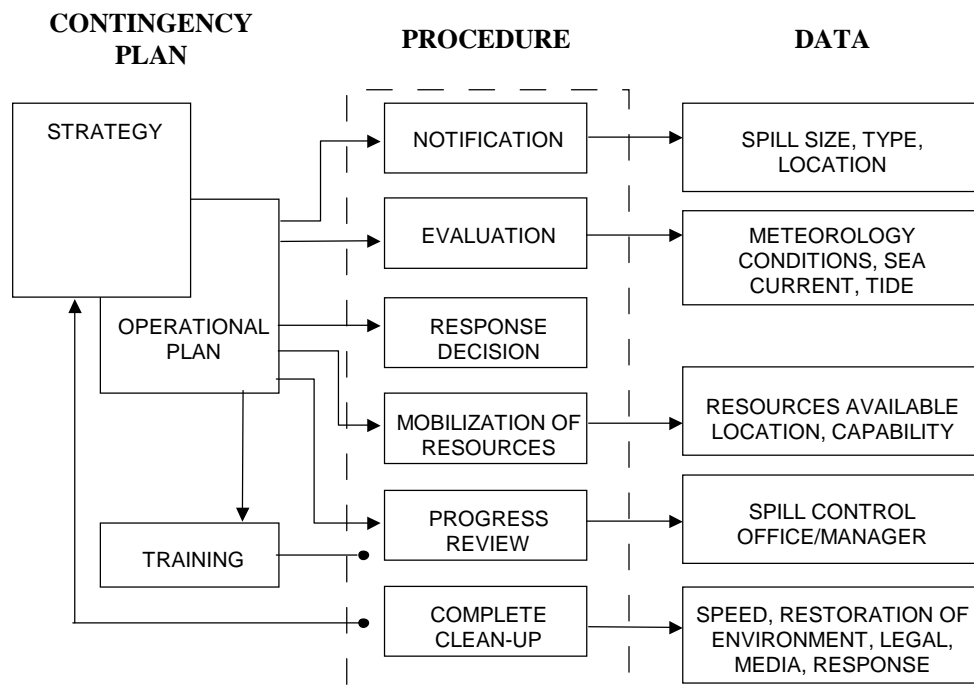 CONTINGENCY
PLAN
PROCEDURE
DATA
STRATEGY
OPERATIONAL
PLAN
TRAINING
NOTIFICATION
EVALUATION
RESPONSE
DECISION
MOBILIZATION OF
RESOURCES
PROGRESS
REVIEW
COMPLETE
CLEAN-UP
SPILL SIZE, TYPE,
LOCATION
METEOROLOGY
CONDITIONS, SEA
CURRENT, TIDE
RESOURCES AVAILABLE
LOCATION, CAPABILITY
SPILL CONTROL
OFFICE/MANAGER
SPEED, RESTORATION OF
ENVIRONMENT, LEGAL,
MEDIA, RESPONSE